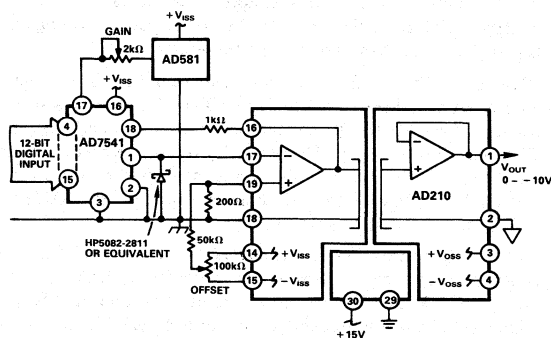 +VISS
GAIN
2kΩ
AD581
+VISS
17
16
4
AD7541
18
1kΩ
16
12-BIT
DIGITAL
INPUT
1
17
−
19
+
2
15
200Ω
3
18
HP5082-2811
OR EQUIVALENT
50kΩ
14
+VISS
100kΩ
15
−VISS
OFFSET
−
+
1
VOUT
0 – –10V
AD210
2
+VOSS
3
−VOSS
4
30
29
+15V